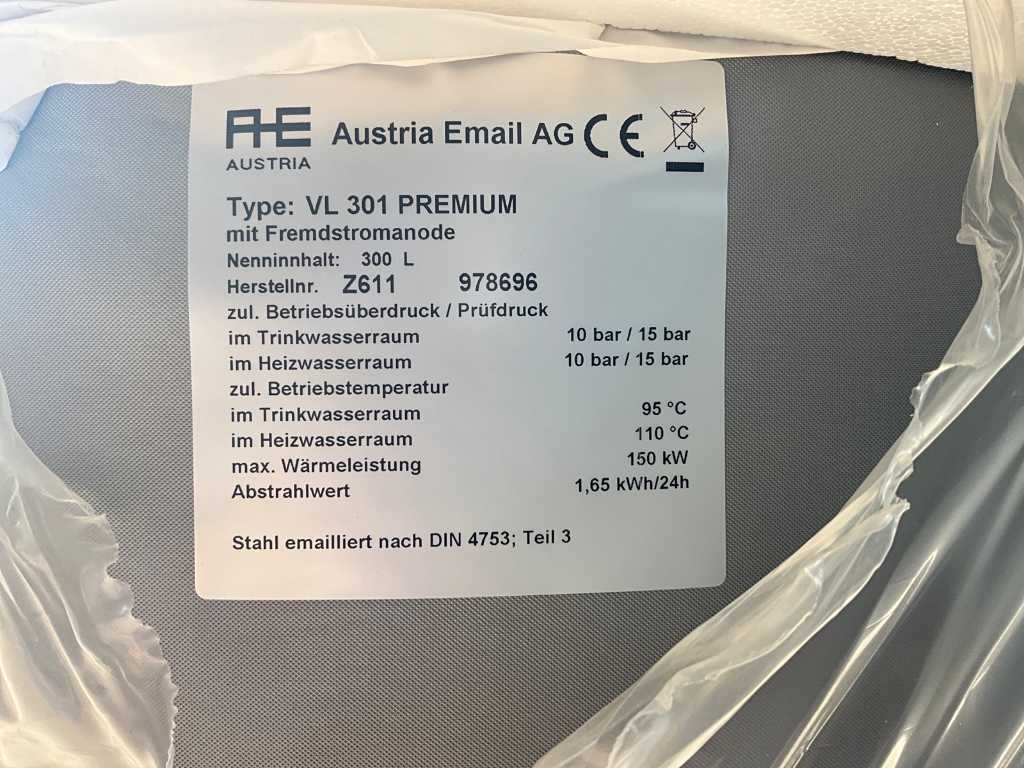 AHE
AUSTRIA
Austria Email AG CE
Type: VL 301 PREMIUM
mit Fremdstromanode
Nenninnhalt: 300 L
Herstellnr. Z611 978696
zul. Betriebsüberdruck / Prüfdruck
im Trinkwasserraum 10 bar / 15 bar
im Heizwasserraum 10 bar / 15 bar
zul. Betriebstemperatur
im Trinkwasserraum 95 °C
im Heizwasserraum 110 °C
max. Wärmeleistung 150 kW
Abstrahlwert 1,65 kWh/24h
Stahl emailliert nach DIN 4753; Teil 3